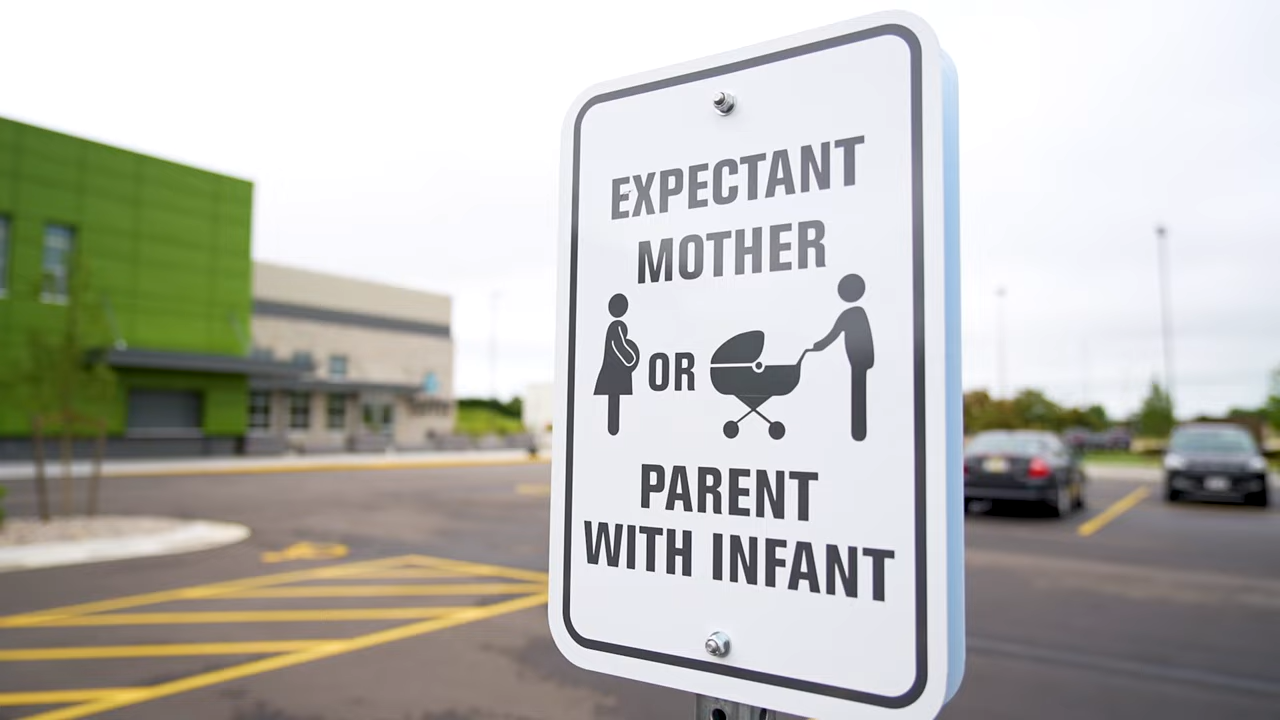 EXPECTANT
MOTHER
OR
PARENT
WITH INFANT